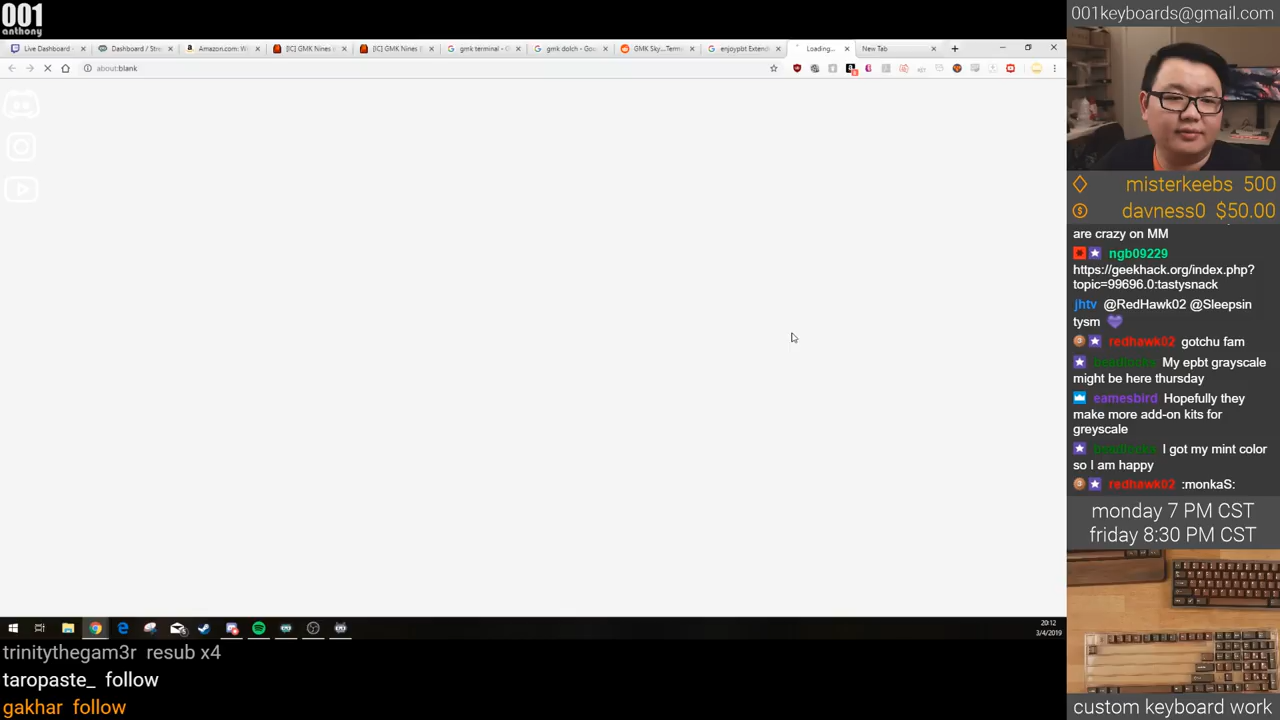 001
anthony
Live Dashboard -
Dashboard / Stre
Amazon.com: W
[IC] GMK Nines
[IC] GMK Nines
gmk terminal - G
gmk dolch - Goo
GMK Sky...Term
enjoypbt Extend
Loading...
New Tab
about:blank
20:12
3/4/2019
trinitythegam3r resub x4
taropaste_ follow
gakhar follow
001keyboards@gmail.com
misterkeebs 500
davness0 $50.00
are crazy on MM
ngb09229
https://geekhack.org/index.php?
topic=99696.0:tastysnack
jhtv @RedHawk02 @Sleepsin
tysm
redhawk02 gotchu fam
My epbt grayscale
might be here thursday
eamesbird Hopefully they
make more add-on kits for
greyscale
I got my mint color
so I am happy
redhawk02 :monkaS:
monday 7 PM CST
friday 8:30 PM CST
custom keyboard work